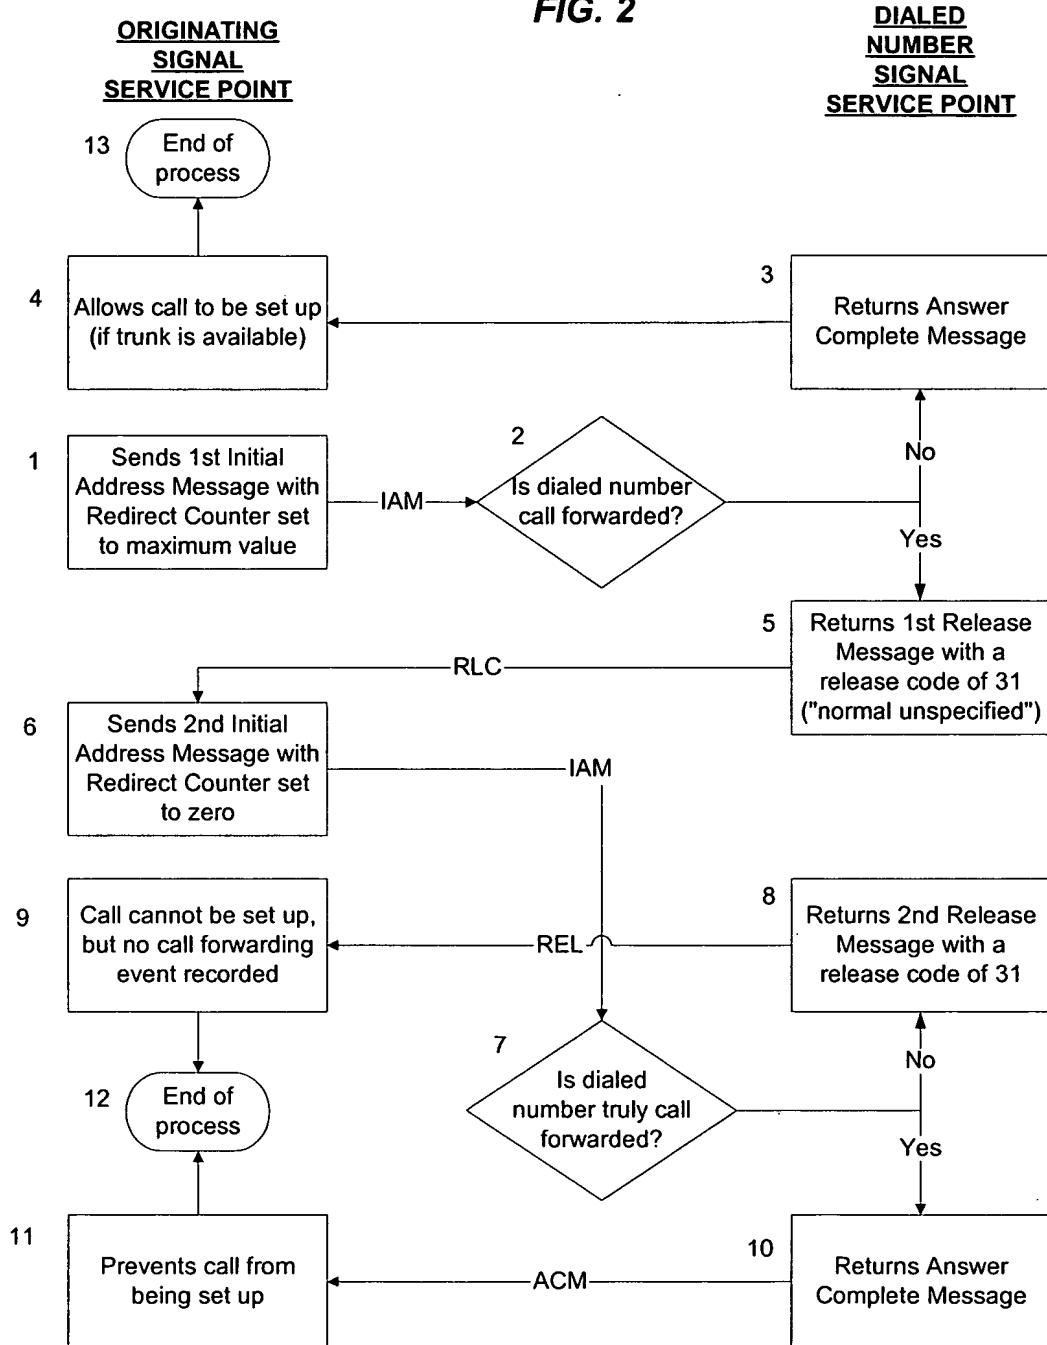 FIG. 2
ORIGINATING
SIGNAL
SERVICE POINT
DIALED
NUMBER
SIGNAL
SERVICE POINT
13
End of
process
4
Allows call to be set up
(if trunk is available)
3
Returns Answer
Complete Message
1
Sends 1st Initial
Address Message with
Redirect Counter set
to maximum value
IAM
2
Is dialed number
call forwarded?
No
Yes
5
Returns 1st Release
Message with a
release code of 31
("normal unspecified")
RLC
6
Sends 2nd Initial
Address Message with
Redirect Counter set
to zero
IAM
9
Call cannot be set up,
but no call forwarding
event recorded
REL
8
Returns 2nd Release
Message with a
release code of 31
7
Is dialed
number truly call
forwarded?
No
Yes
12
End of
process
11
Prevents call from
being set up
ACM
10
Returns Answer
Complete Message